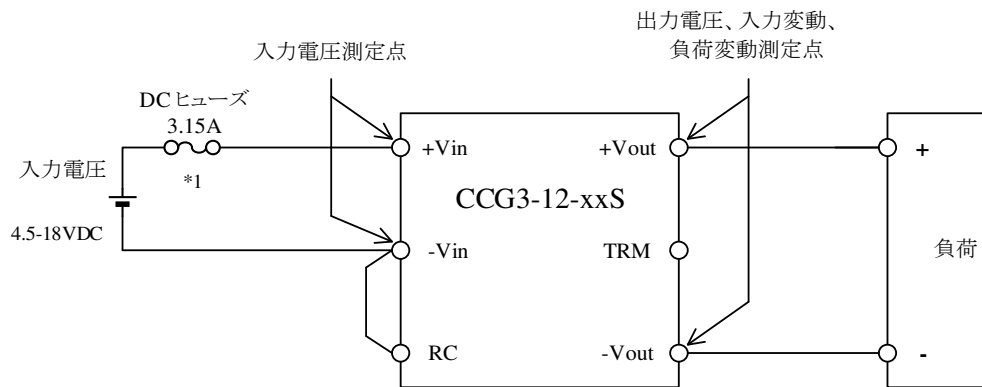 出力電圧、入力変動、
負荷変動測定点
入力電圧測定点
DCヒューズ
3.15A
*1
入力電圧
4.5-18VDC
+Vin
+Vout
+
CCG3-12-xxS
-Vin
TRM
負荷
RC
-Vout
-